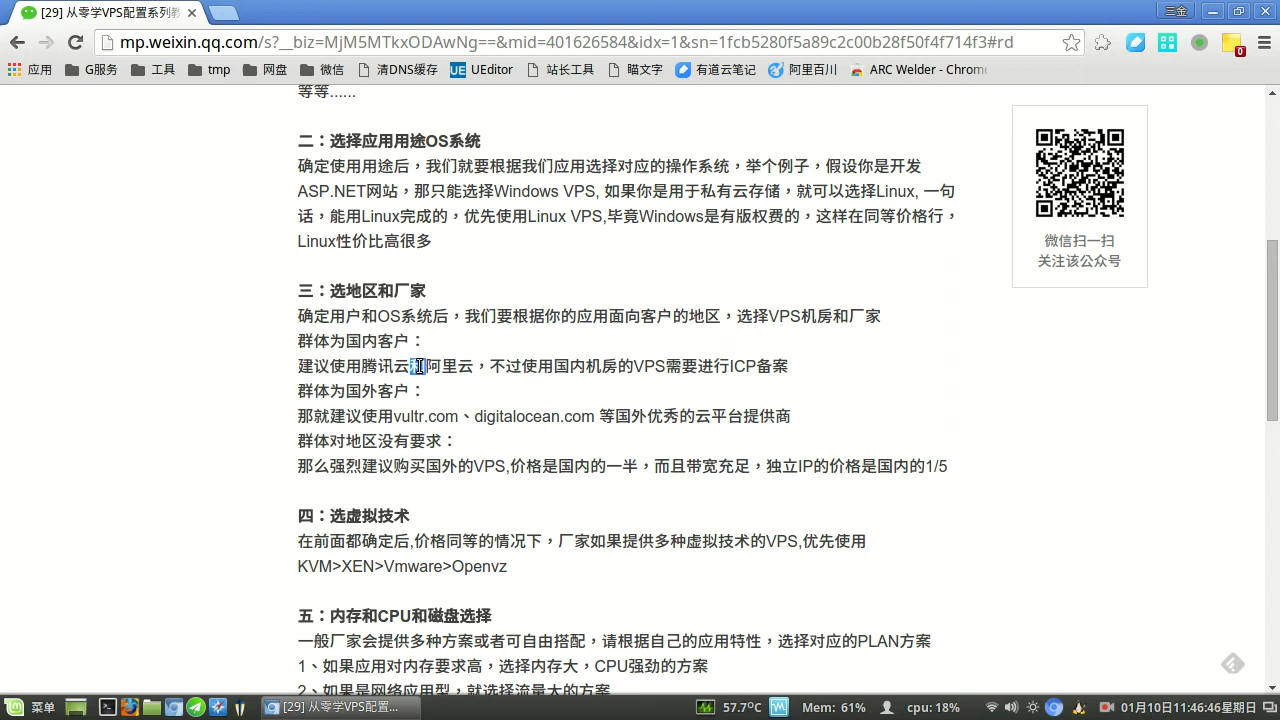 [29] 从零学VPS配置系列教
三金
mp.weixin.qq.com/s?__biz=MjM5MTkxODAwNg==&mid=401626584&idx=1&sn=1fcb5280f5a89c2c00b28f50f4f714f3#rd
0
应用 G服务 工具 tmp 网盘 微信 清DNS缓存 UE UEditor 站长工具 瞄文字 有道云笔记 阿里百川 ARC Welder - Chrome
等等......
二：选择应用用途OS系统
确定使用用途后，我们就要根据我们应用选择对应的操作系统，举个例子，假设你是开发
ASP.NET网站，那只能选择Windows VPS, 如果你是用于私有云存储，就可以选择Linux, 一句
话，能用Linux完成的，优先使用Linux VPS,毕竟Windows是有版权费的，这样在同等价格行，
Linux性价比高很多
微信扫一扫
关注该公众号
三：选地区和厂家
确定用户和OS系统后，我们要根据你的应用面向客户的地区，选择VPS机房和厂家
群体为国内客户：
建议使用腾讯云和阿里云，不过使用国内机房的VPS需要进行ICP备案
群体为国外客户：
那就建议使用vultr.com、digitalocean.com 等国外优秀的云平台提供商
群体对地区没有要求：
那么强烈建议购买国外的VPS,价格是国内的一半，而且带宽充足，独立IP的价格是国内的1/5
四：选虚拟技术
在前面都确定后,价格同等的情况下，厂家如果提供多种虚拟技术的VPS,优先使用
KVM>XEN>Vmware>Openvz
五：内存和CPU和磁盘选择
一般厂家会提供多种方案或者可自由搭配，请根据自己的应用特性，选择对应的PLAN方案
1、如果应用对内存要求高，选择内存大，CPU强劲的方案
2、如果是网络应用型，就选择流量大的方案
菜单 [29] 从零学VPS配置... 57.7°C Mem: 61% cpu: 18% 01月10日11:46:46星期日